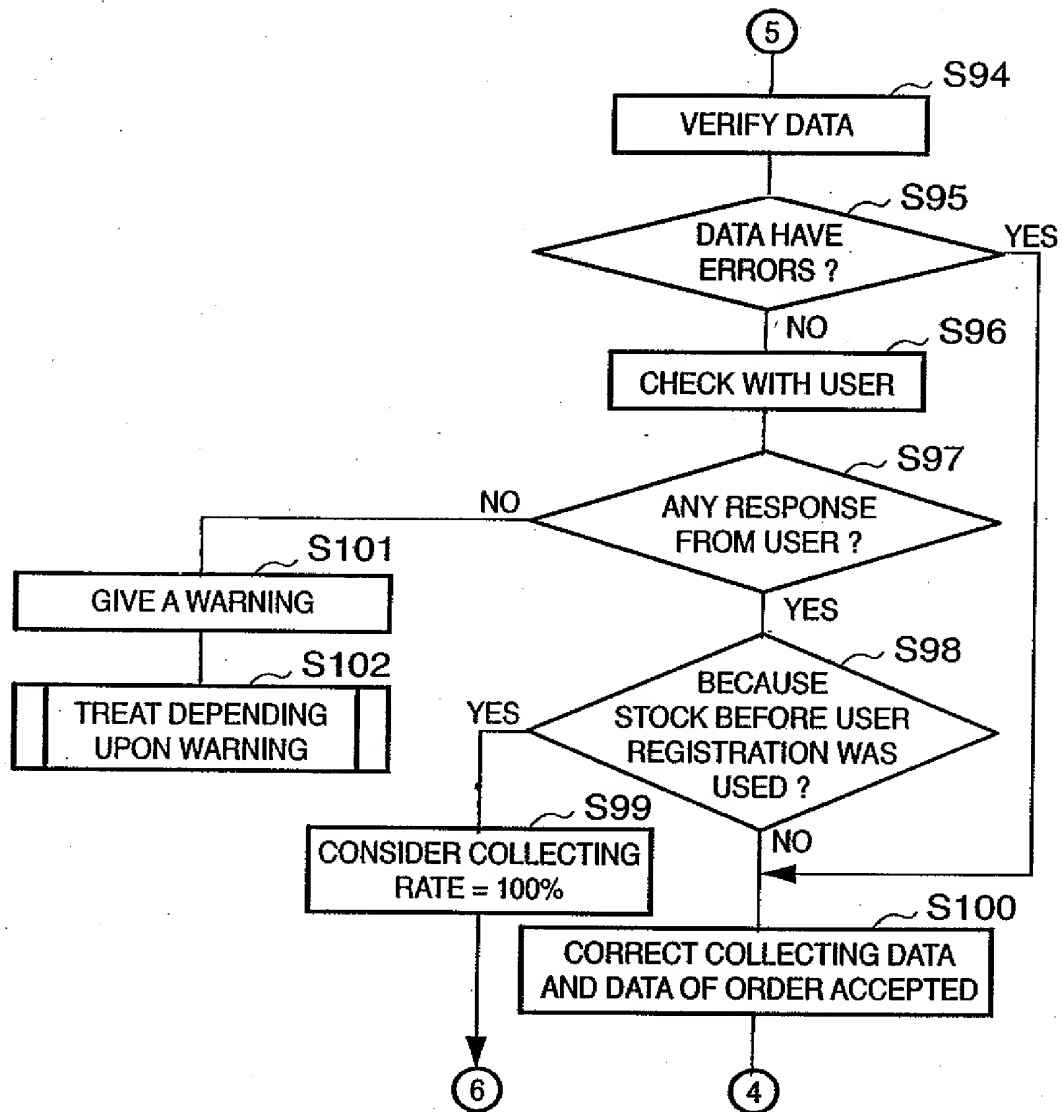 5
S94
VERIFY DATA
S95
DATA HAVE
ERRORS ?
YES
NO
S96
CHECK WITH USER
S97
ANY RESPONSE
FROM USER ?
NO
S101
GIVE A WARNING
YES
S102
TREAT DEPENDING
UPON WARNING
S98
BECAUSE
STOCK BEFORE USER
REGISTRATION WAS
USED ?
YES
S99
CONSIDER COLLECTING
RATE = 100%
NO
S100
CORRECT COLLECTING DATA
AND DATA OF ORDER ACCEPTED
6
4